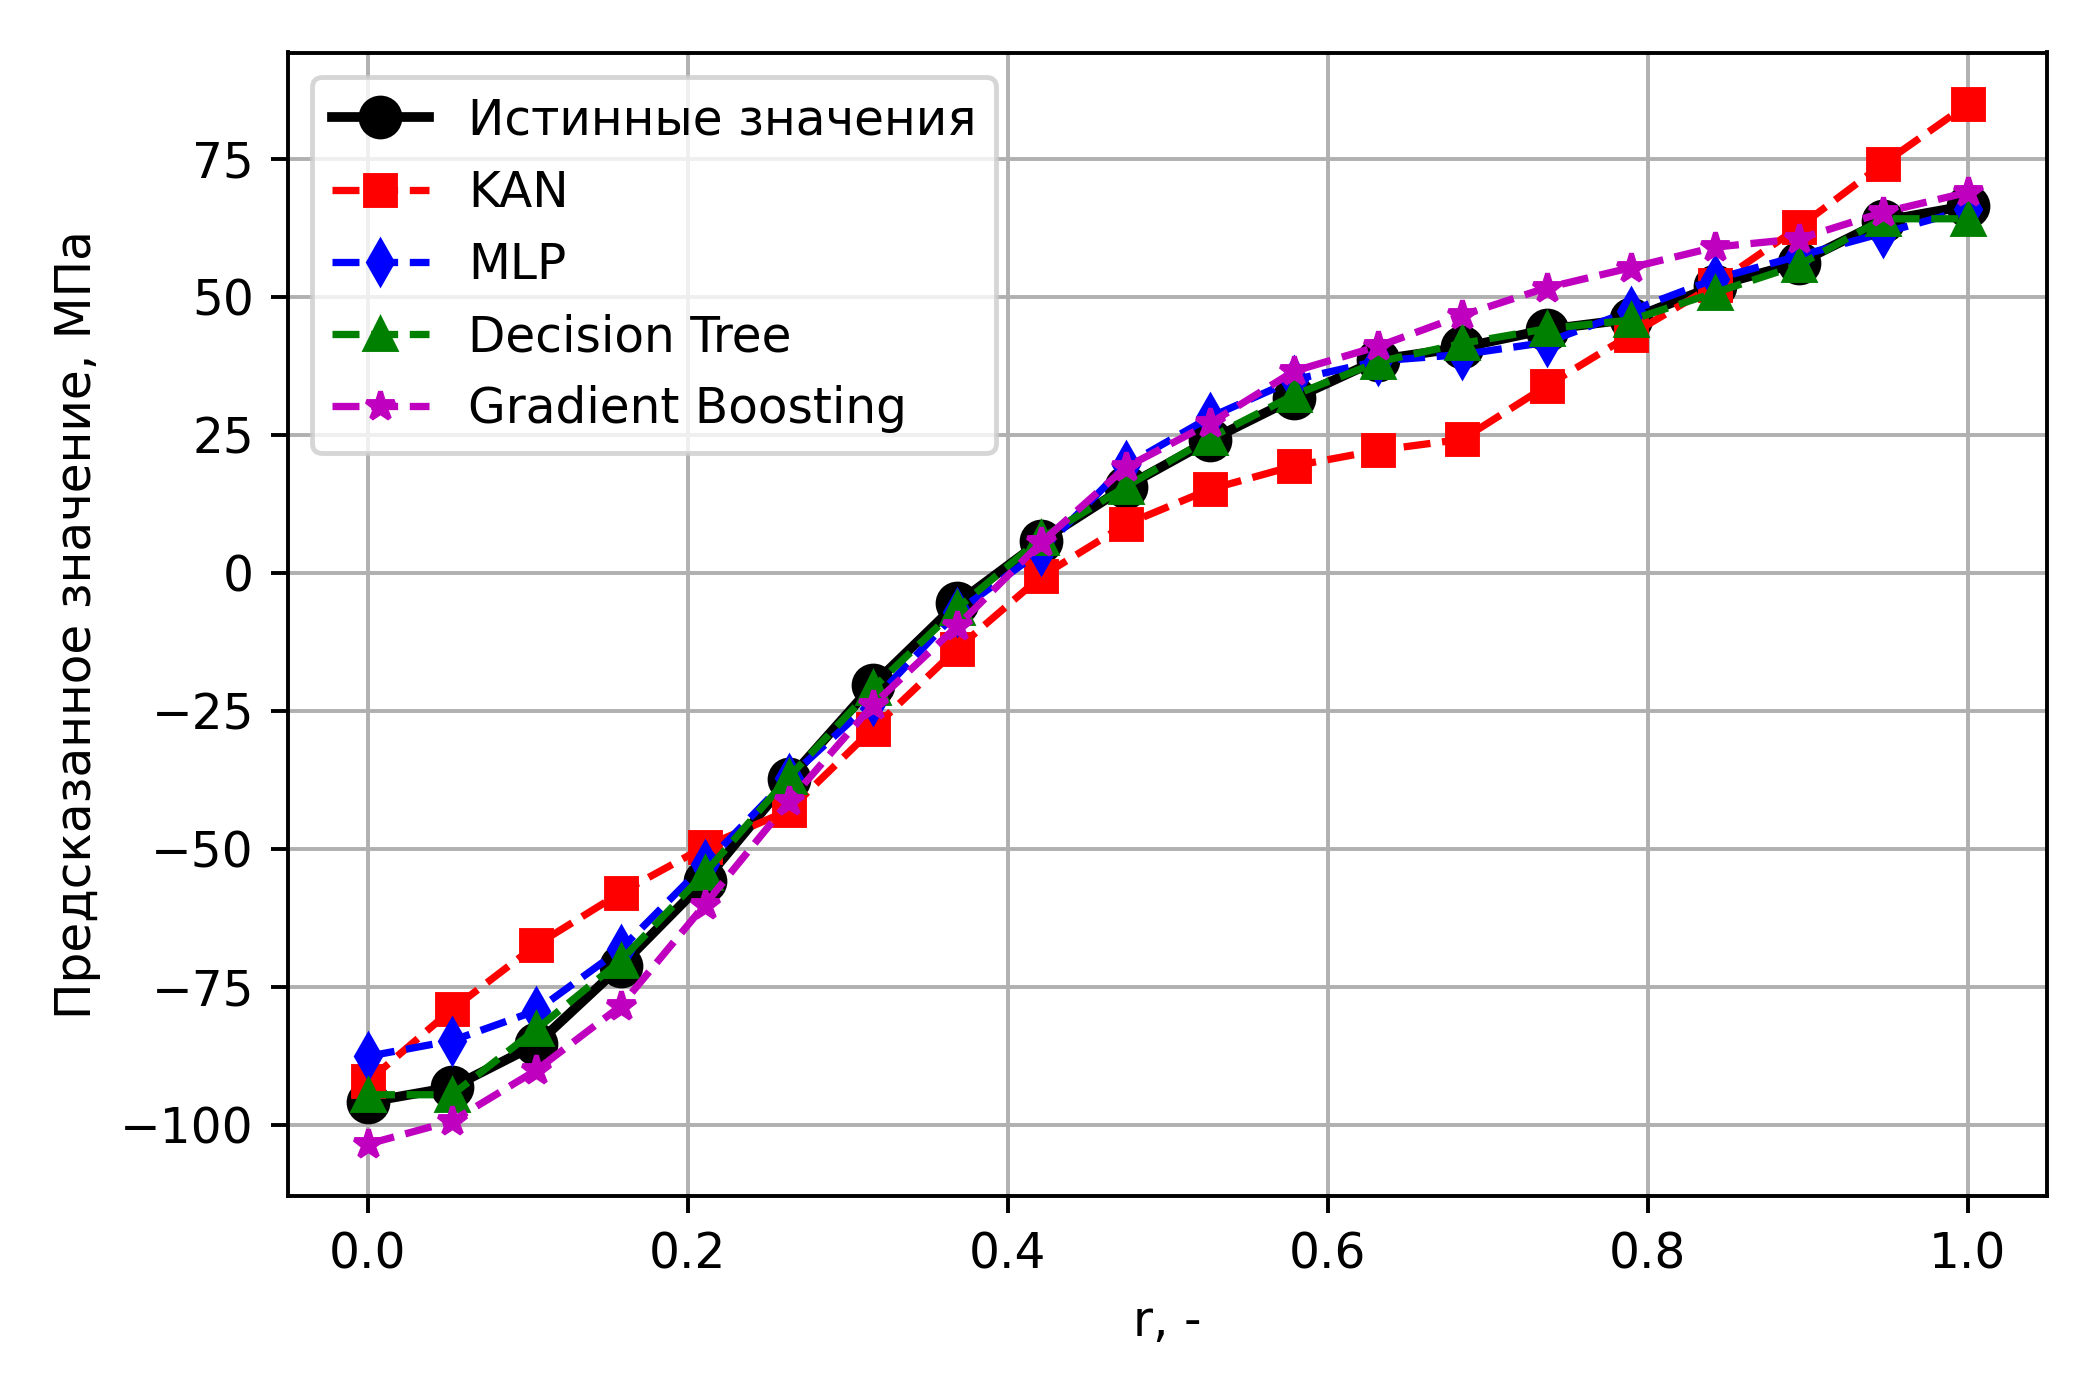 Истинные значения
KAN
MLP
Decision Tree
Gradient Boosting
Предсказанное значение, МПа
75
50
25
0
−25
−50
−75
−100
0.0 0.2 0.4 0.6 0.8 1.0
r, -